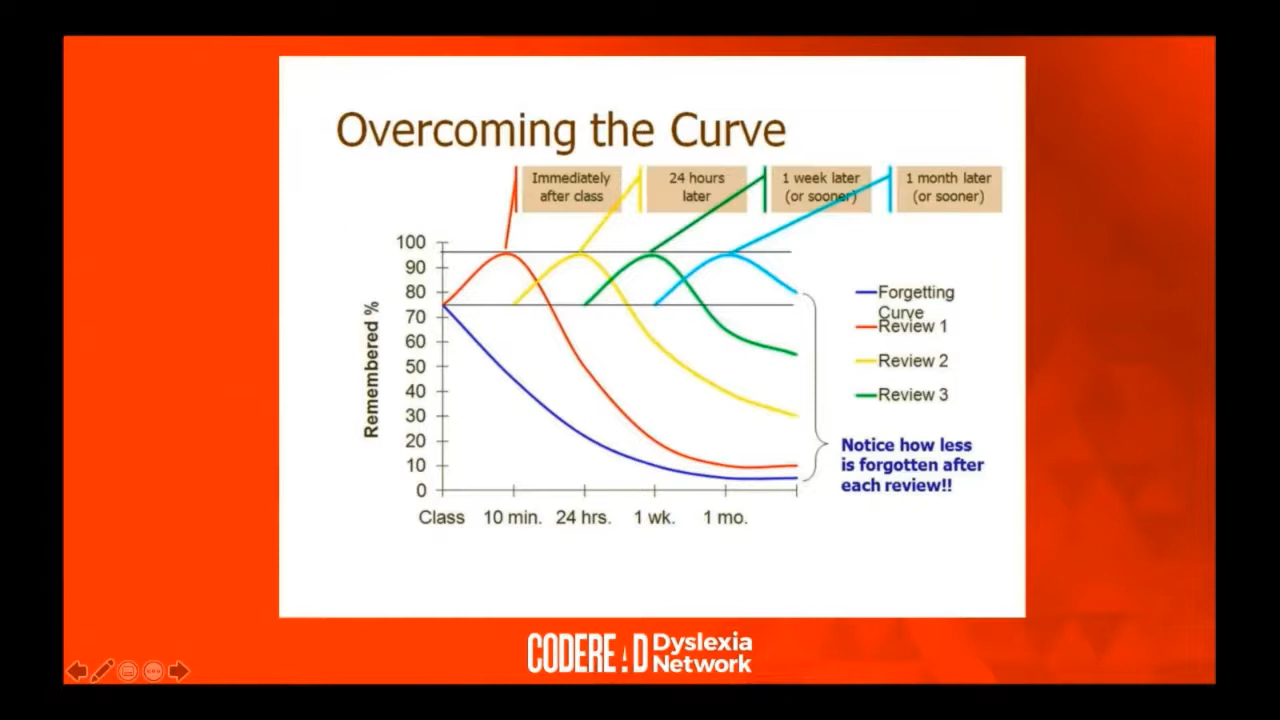 Overcoming the Curve
Immediately
after class
24 hours
later
1 week later
(or sooner)
1 month later
(or sooner)
100
90
80
70
60
50
40
30
20
10
0
Remembered %
Class 10 min. 24 hrs. 1 wk. 1 mo.
Forgetting
Curve
Review 1
Review 2
Review 3
Notice how less
is forgotten after
each review!!
CODEREAD Dyslexia
Network